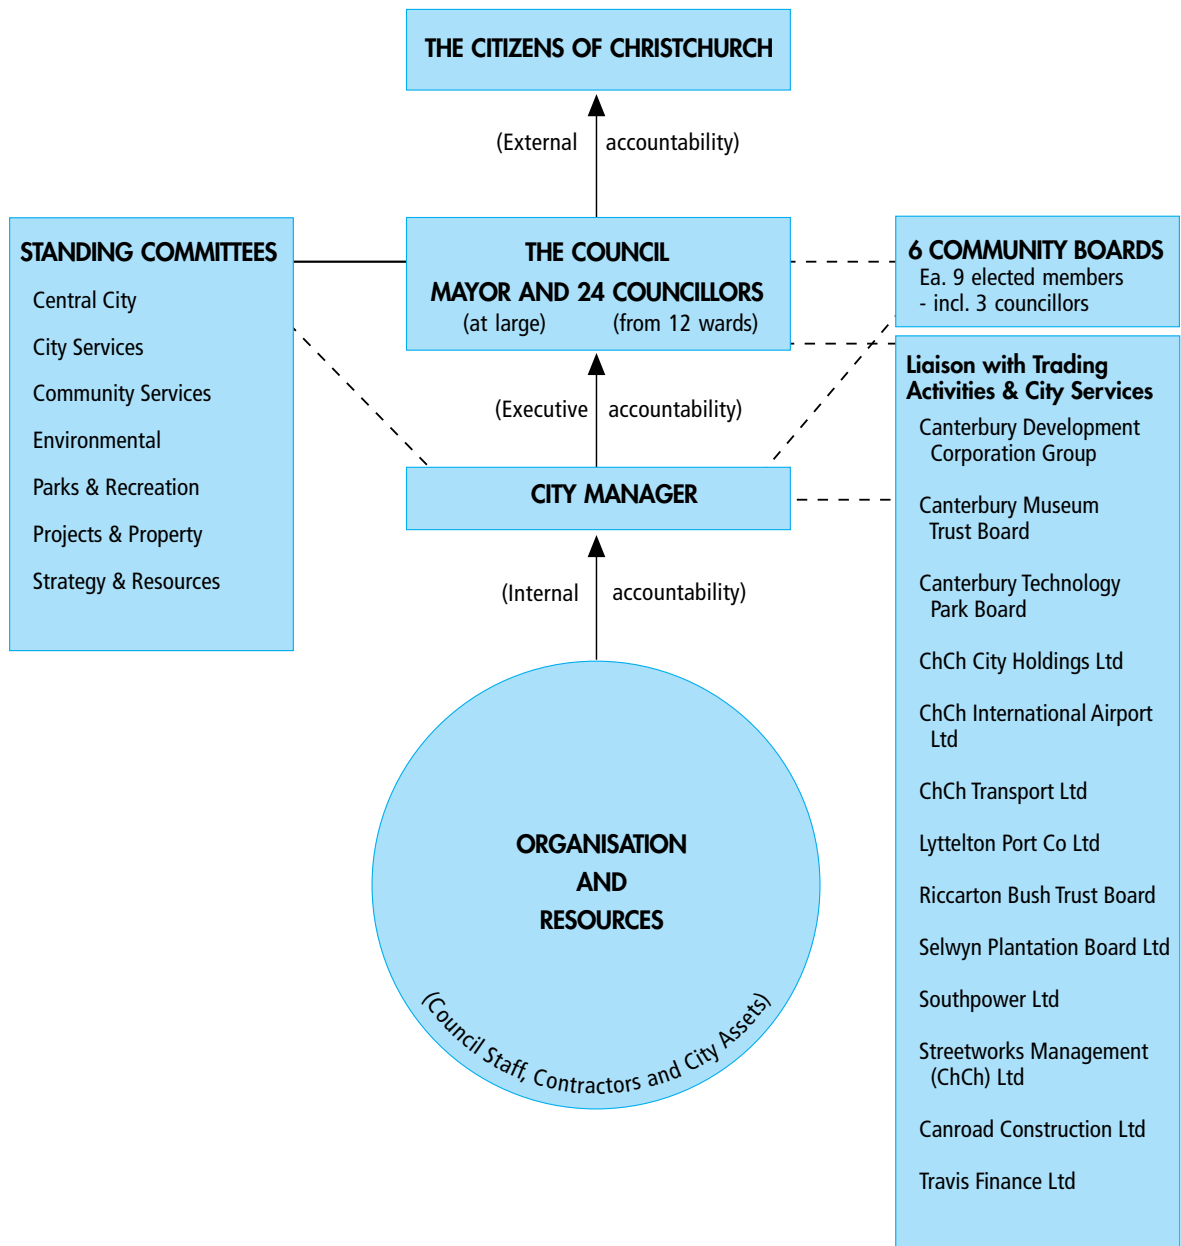 THE CITIZENS OF CHRISTCHURCH
(External accountability)
STANDING COMMITTEES
Central City
City Services
Community Services
Environmental
Parks & Recreation
Projects & Property
Strategy & Resources
THE COUNCIL
MAYOR AND 24 COUNCILLORS
(at large) (from 12 wards)
(Executive accountability)
CITY MANAGER
(Internal accountability)
ORGANISATION
AND
RESOURCES
(Council Staff, Contractors and City Assets)
6 COMMUNITY BOARDS
Ea. 9 elected members
- incl. 3 councillors
Liaison with Trading
Activities & City Services
Canterbury Development
Corporation Group
Canterbury Museum
Trust Board
Canterbury Technology
Park Board
ChCh City Holdings Ltd
ChCh International Airport
Ltd
ChCh Transport Ltd
Lyttelton Port Co Ltd
Riccarton Bush Trust Board
Selwyn Plantation Board Ltd
Southpower Ltd
Streetworks Management
(ChCh) Ltd
Canroad Construction Ltd
Travis Finance Ltd